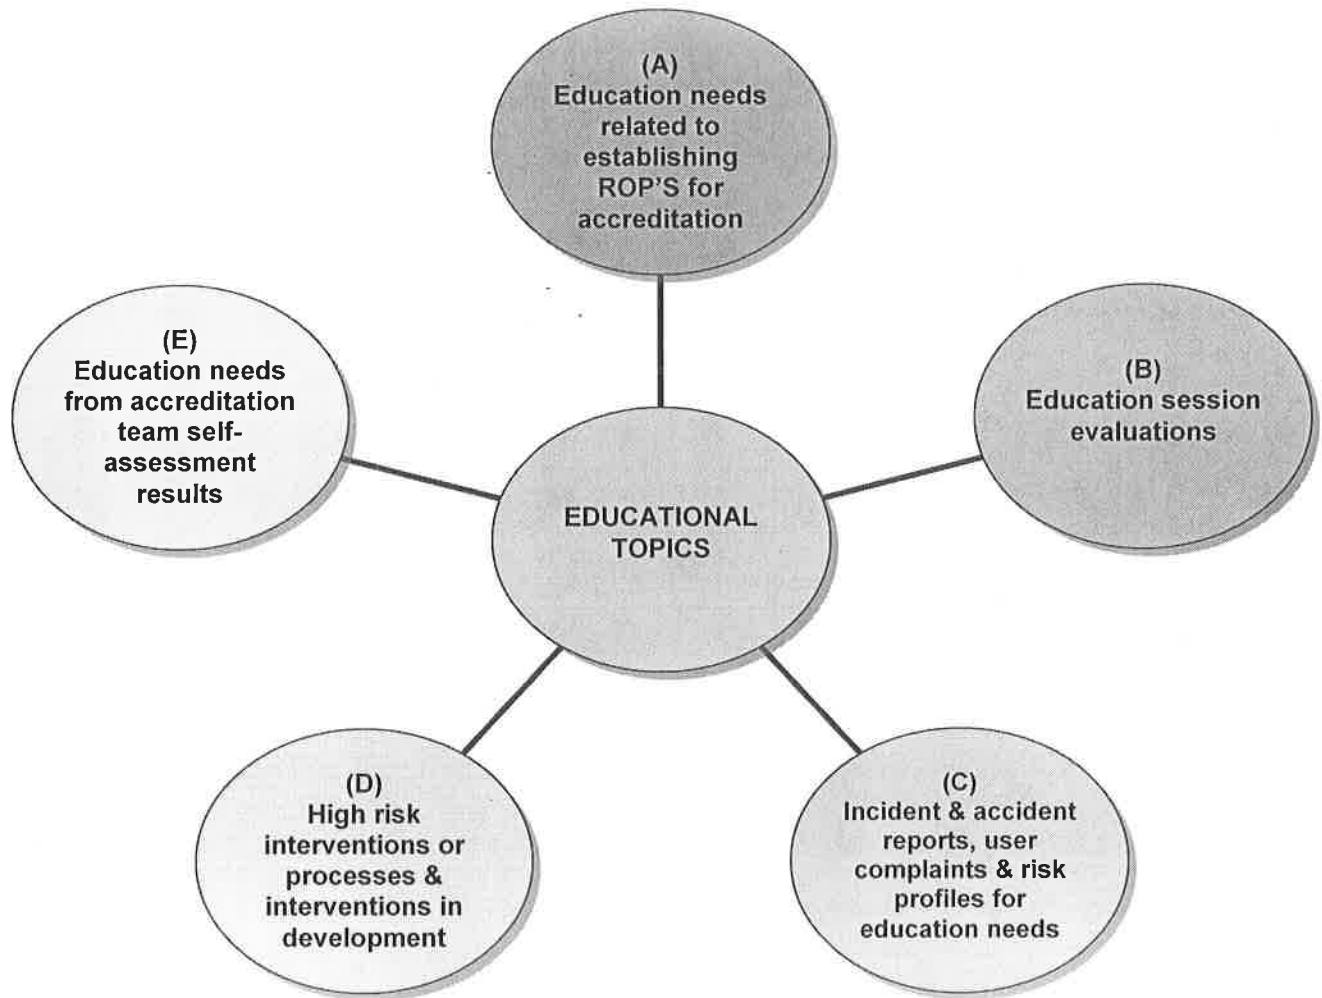 (A)
Education needs
related to
establishing
ROP'S for
accreditation
(E)
Education needs
from accreditation
team self-
assessment
results
(B)
Education session
evaluations
EDUCATIONAL
TOPICS
(D)
High risk
interventions or
processes &
interventions in
development
(C)
Incident & accident
reports, user
complaints & risk
profiles for
education needs